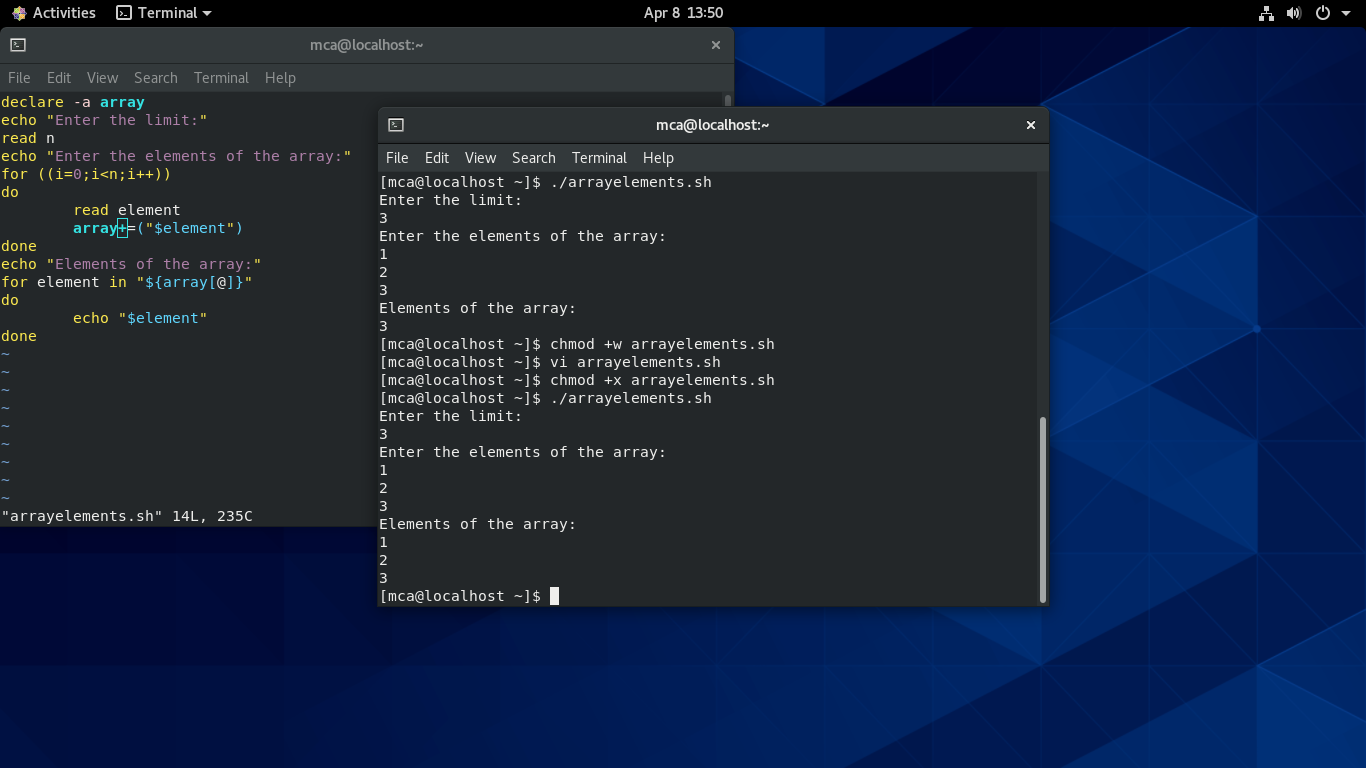 Activities Terminal Apr 8 13:50
mca@localhost:~
File Edit View Search Terminal Help
declare -a array
echo "Enter the limit:"
read n
echo "Enter the elements of the array:"
for ((i=0;i<n;i++))
do
        read element
        array+=("$element")
done
echo "Elements of the array:"
for element in "${array[@]}"
do
        echo "$element"
done
~
~
~
~
~
~
~
~
~
"arrayelements.sh" 14L, 235C
mca@localhost:~
File Edit View Search Terminal Help
[mca@localhost ~]$ ./arrayelements.sh
Enter the limit:
3
Enter the elements of the array:
1
2
3
Elements of the array:
3
[mca@localhost ~]$ chmod +w arrayelements.sh
[mca@localhost ~]$ vi arrayelements.sh
[mca@localhost ~]$ chmod +x arrayelements.sh
[mca@localhost ~]$ ./arrayelements.sh
Enter the limit:
3
Enter the elements of the array:
1
2
3
Elements of the array:
1
2
3
[mca@localhost ~]$